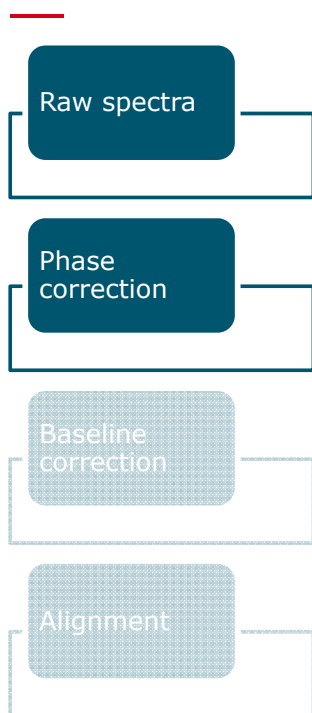 Raw spectra
Phase
correction
Baseline
correction
Alignment